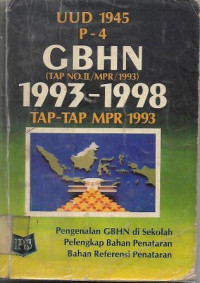 UUD 1945
P-4
GBHN
(TAP NO.II/MPR/1993)
1993-1998
TAP-TAP MPR 1993
Pengenalan GBHN di Sekolah
Pelengkap Bahan Penataran
Bahan Referensi Penataran